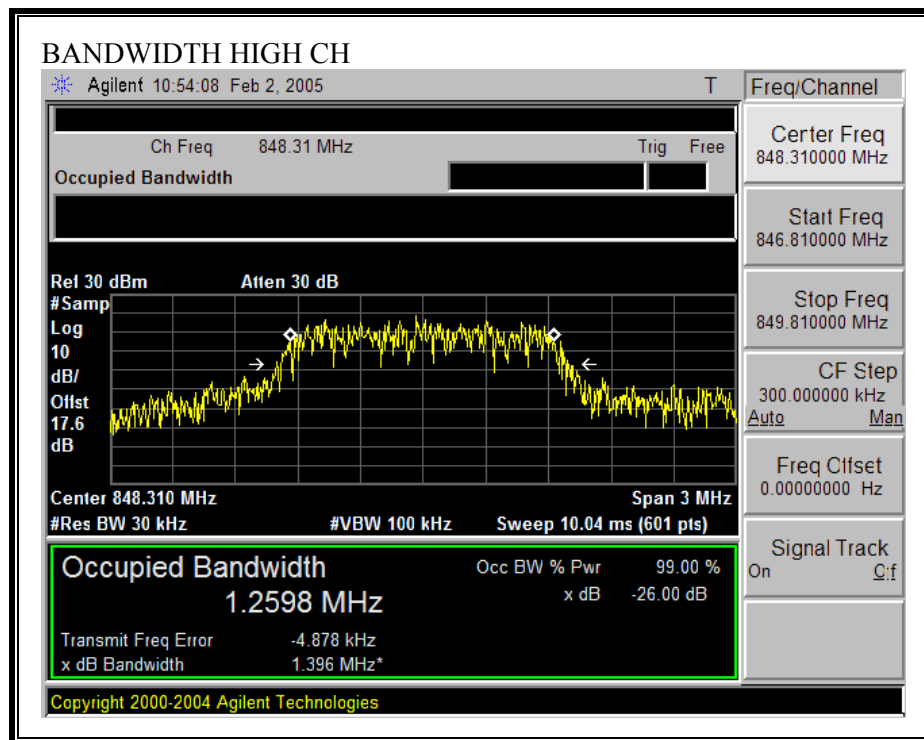 BANDWIDTH HIGH CH
Agilent 10:54:08 Feb 2, 2005 T
Freq/Channel
Ch Freq 848.31 MHz Trig Free
Occupied Bandwidth
Center Freq
848.310000 MHz
Start Freq
846.810000 MHz
Stop Freq
849.810000 MHz
CF Step
300.000000 kHz
Auto Man
Freq Offset
0.00000000 Hz
Signal Track
On Off
Ref 30 dBm Atten 30 dB
#Samp
Log
10
dB/
Offst
17.6
dB
Center 848.310 MHz Span 3 MHz
#Res BW 30 kHz #VBW 100 kHz Sweep 10.04 ms (601 pts)
Occupied Bandwidth Occ BW % Pwr 99.00 %
1.2598 MHz x dB -26.00 dB
Transmit Freq Error -4.878 kHz
x dB Bandwidth 1.396 MHz*
Copyright 2000-2004 Agilent Technologies